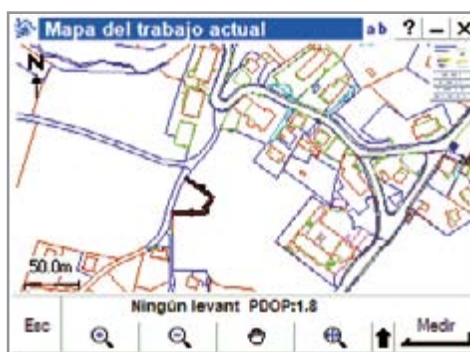 Mapa del trabajo actual ab ? – ×
N
50.0m
Ningún levant PDOP:1.8
Esc Medir